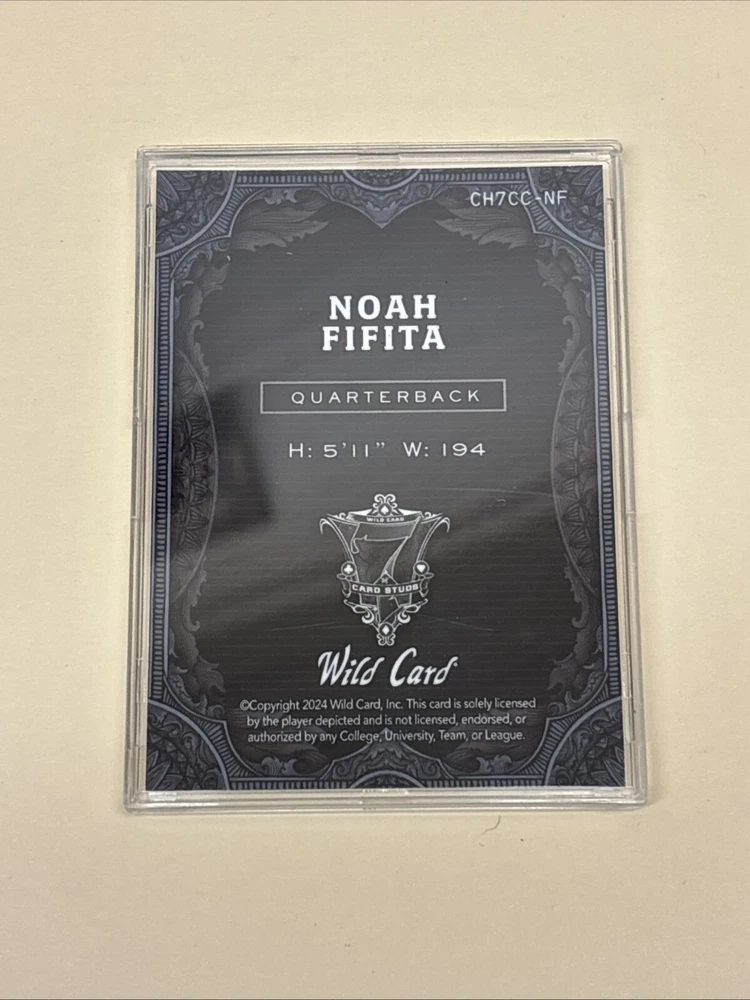 CH7CC-NF
NOAH
FIFITA
QUARTERBACK
H: 5'11" W: 194
WILD CARD
7
CARD STUDS
Wild Card
©Copyright 2024 Wild Card, Inc. This card is solely licensed
by the player depicted and is not licensed, endorsed, or
authorized by any College, University, Team, or League.